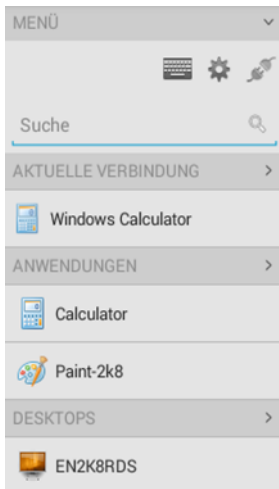 MENÜ
Suche
AKTUELLE VERBINDUNG
Windows Calculator
ANWENDUNGEN
Calculator
Paint-2k8
DESKTOPS
EN2K8RDS